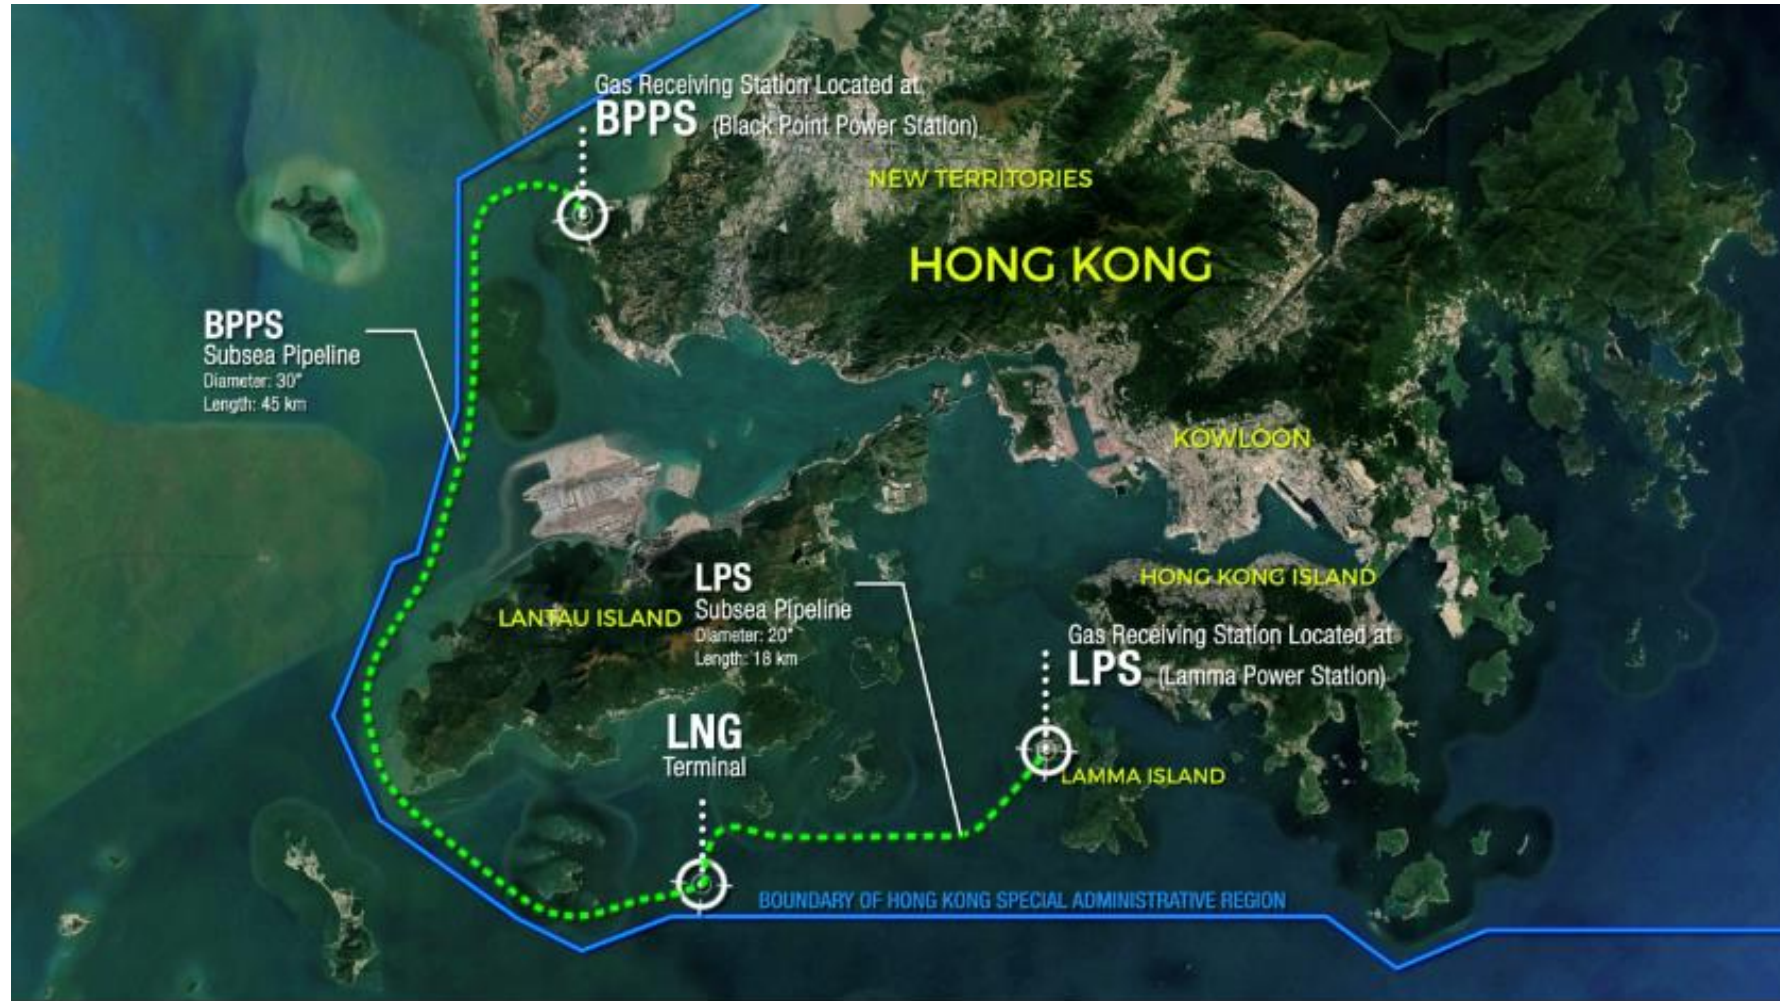 Gas Receiving Station Located at
BPPS (Black Point Power Station)
NEW TERRITORIES
HONG KONG
BPPS
Subsea Pipeline
Diameter: 30"
Length: 45 km
KOWLOON
HONG KONG ISLAND
LANTAU ISLAND
LPS
Subsea Pipeline
Diameter: 20"
Length: 18 km
Gas Receiving Station Located at
LPS (Lamma Power Station)
LNG
Terminal
LAMMA ISLAND
BOUNDARY OF HONG KONG SPECIAL ADMINISTRATIVE REGION